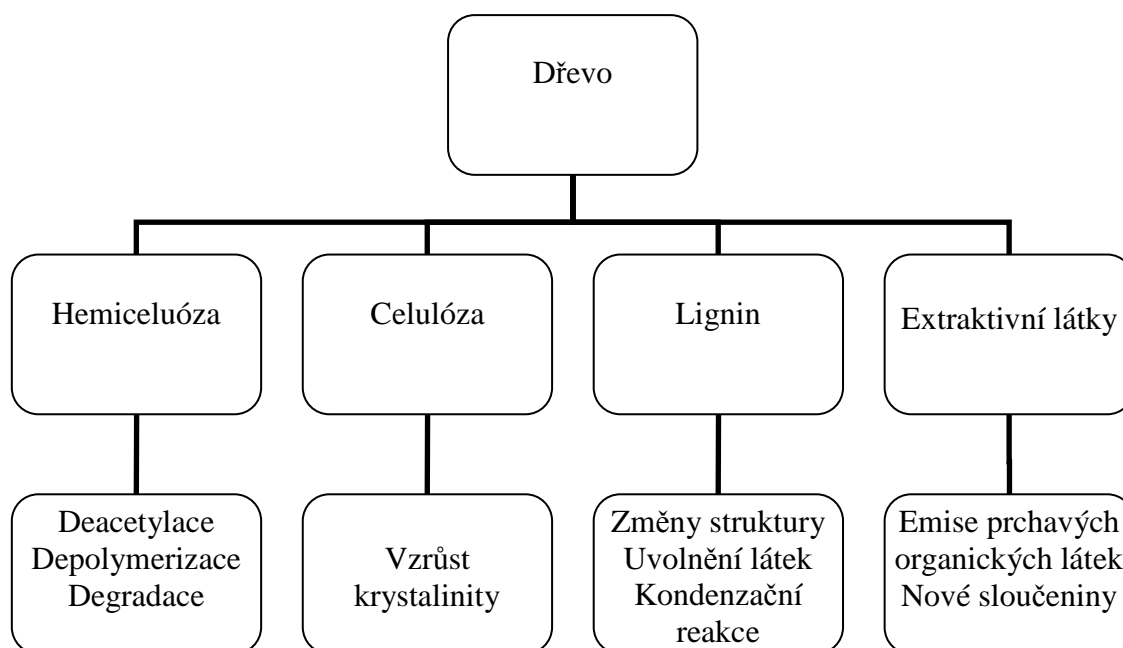 Dřevo
Hemiceluóza
Celulóza
Lignin
Extraktivní látky
Deacetylace
Depolymerizace
Degradace
Vzrůst
krystalinity
Změny struktury
Uvolnění látek
Kondenzační
reakce
Emise prchavých
organických látek
Nové sloučeniny